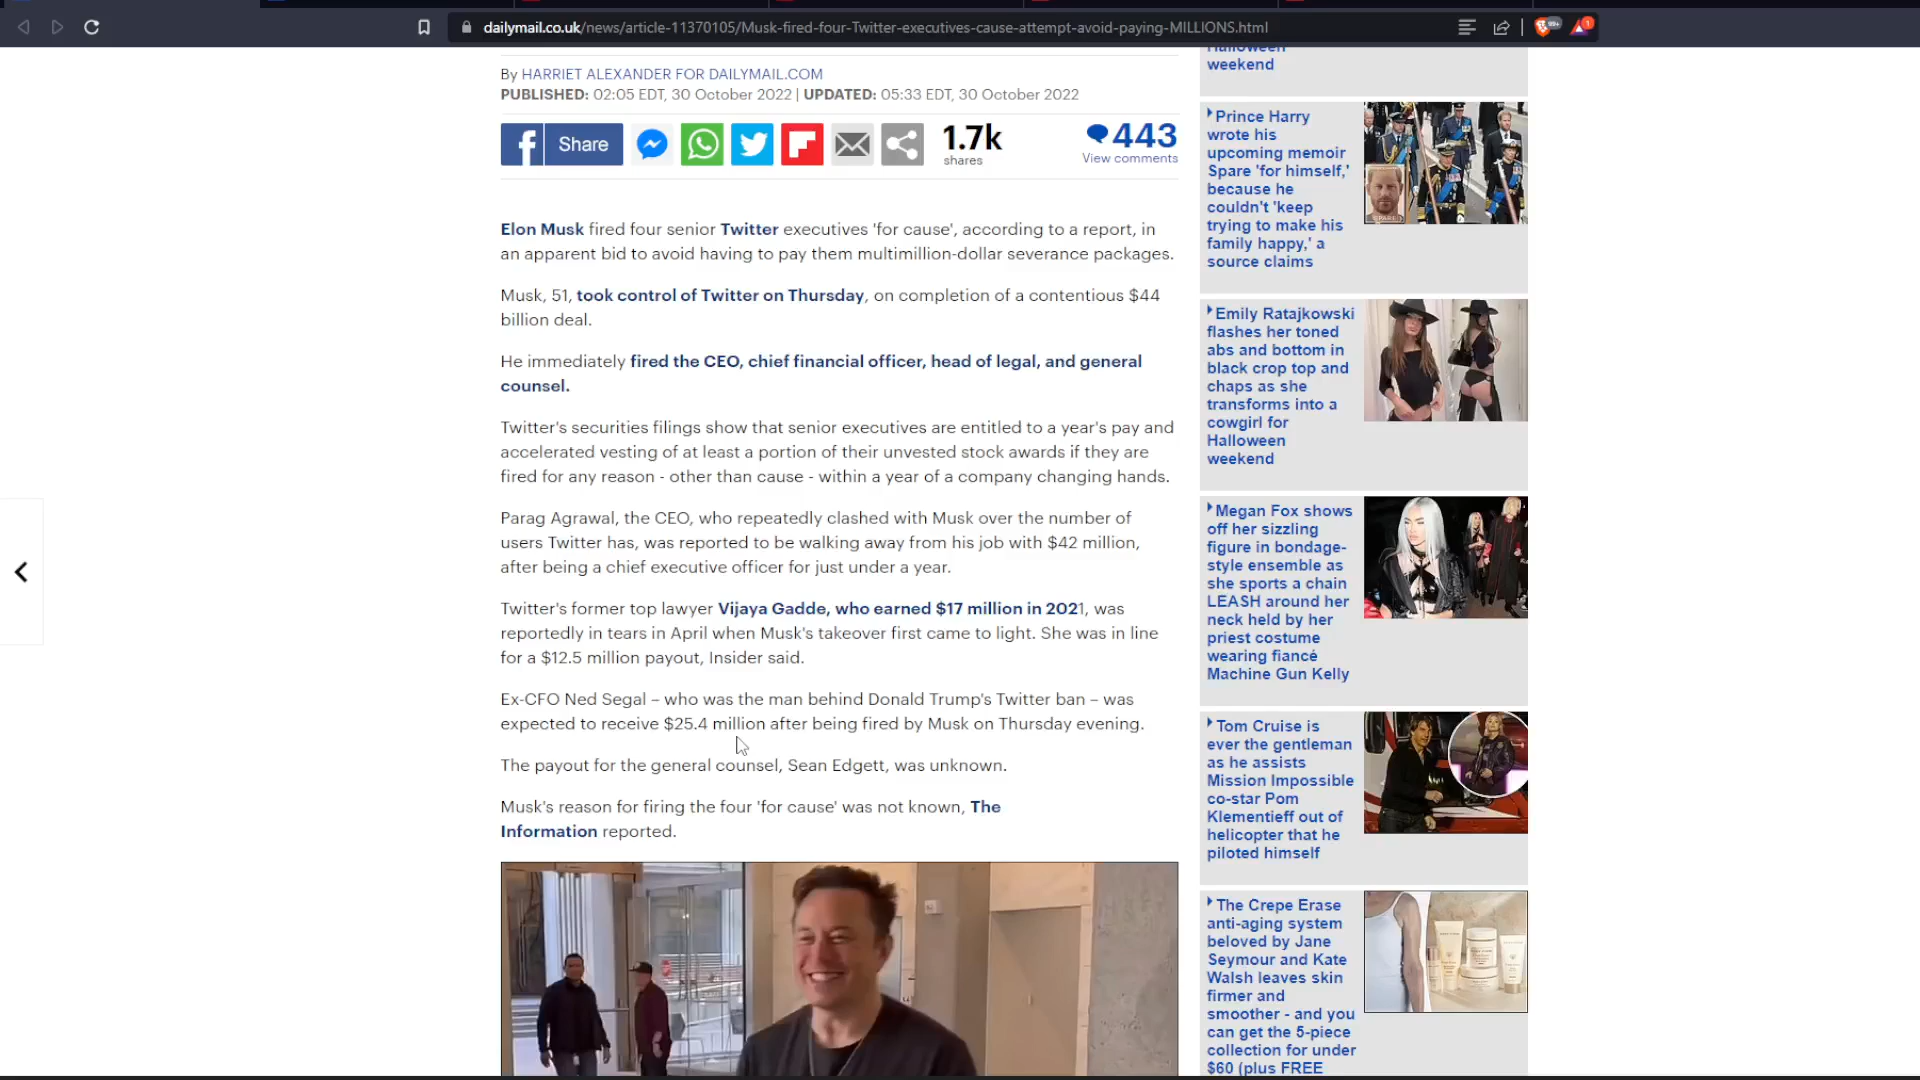 dailymail.co.uk/news/article-11370105/Musk-fired-four-Twitter-executives-cause-attempt-avoid-paying-MILLIONS.html
99+
1
By HARRIET ALEXANDER FOR DAILYMAIL.COM
PUBLISHED: 02:05 EDT, 30 October 2022 | UPDATED: 05:33 EDT, 30 October 2022
Share
1.7k
shares
443
View comments
Elon Musk fired four senior Twitter executives 'for cause', according to a report, in
an apparent bid to avoid having to pay them multimillion-dollar severance packages.
Musk, 51, took control of Twitter on Thursday, on completion of a contentious $44
billion deal.
He immediately fired the CEO, chief financial officer, head of legal, and general
counsel.
Twitter's securities filings show that senior executives are entitled to a year's pay and
accelerated vesting of at least a portion of their unvested stock awards if they are
fired for any reason - other than cause - within a year of a company changing hands.
Parag Agrawal, the CEO, who repeatedly clashed with Musk over the number of
users Twitter has, was reported to be walking away from his job with $42 million,
after being a chief executive officer for just under a year.
Twitter's former top lawyer Vijaya Gadde, who earned $17 million in 2021, was
reportedly in tears in April when Musk's takeover first came to light. She was in line
for a $12.5 million payout, Insider said.
Ex-CFO Ned Segal – who was the man behind Donald Trump's Twitter ban – was
expected to receive $25.4 million after being fired by Musk on Thursday evening.
The payout for the general counsel, Sean Edgett, was unknown.
Musk's reason for firing the four 'for cause' was not known, The
Information reported.
Halloween
weekend
Prince Harry
wrote his
upcoming memoir
Spare 'for himself,'
because he
couldn't 'keep
trying to make his
family happy,' a
source claims
SPARE
Emily Ratajkowski
flashes her toned
abs and bottom in
black crop top and
chaps as she
transforms into a
cowgirl for
Halloween
weekend
Megan Fox shows
off her sizzling
figure in bondage-
style ensemble as
she sports a chain
LEASH around her
neck held by her
priest costume
wearing fiancé
Machine Gun Kelly
Tom Cruise is
ever the gentleman
as he assists
Mission Impossible
co-star Pom
Klementieff out of
helicopter that he
piloted himself
The Crepe Erase
anti-aging system
beloved by Jane
Seymour and Kate
Walsh leaves skin
firmer and
smoother - and you
can get the 5-piece
collection for under
$60 (plus FREE